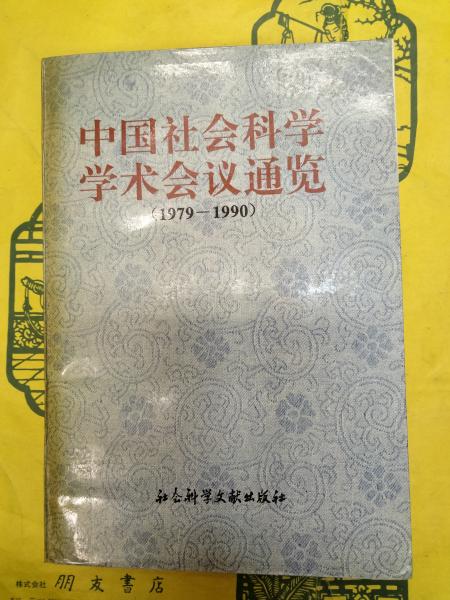 中国社会科学
学术会议通览
（1979－1990）
社会科学文献出版社
株式会社 朋友書店